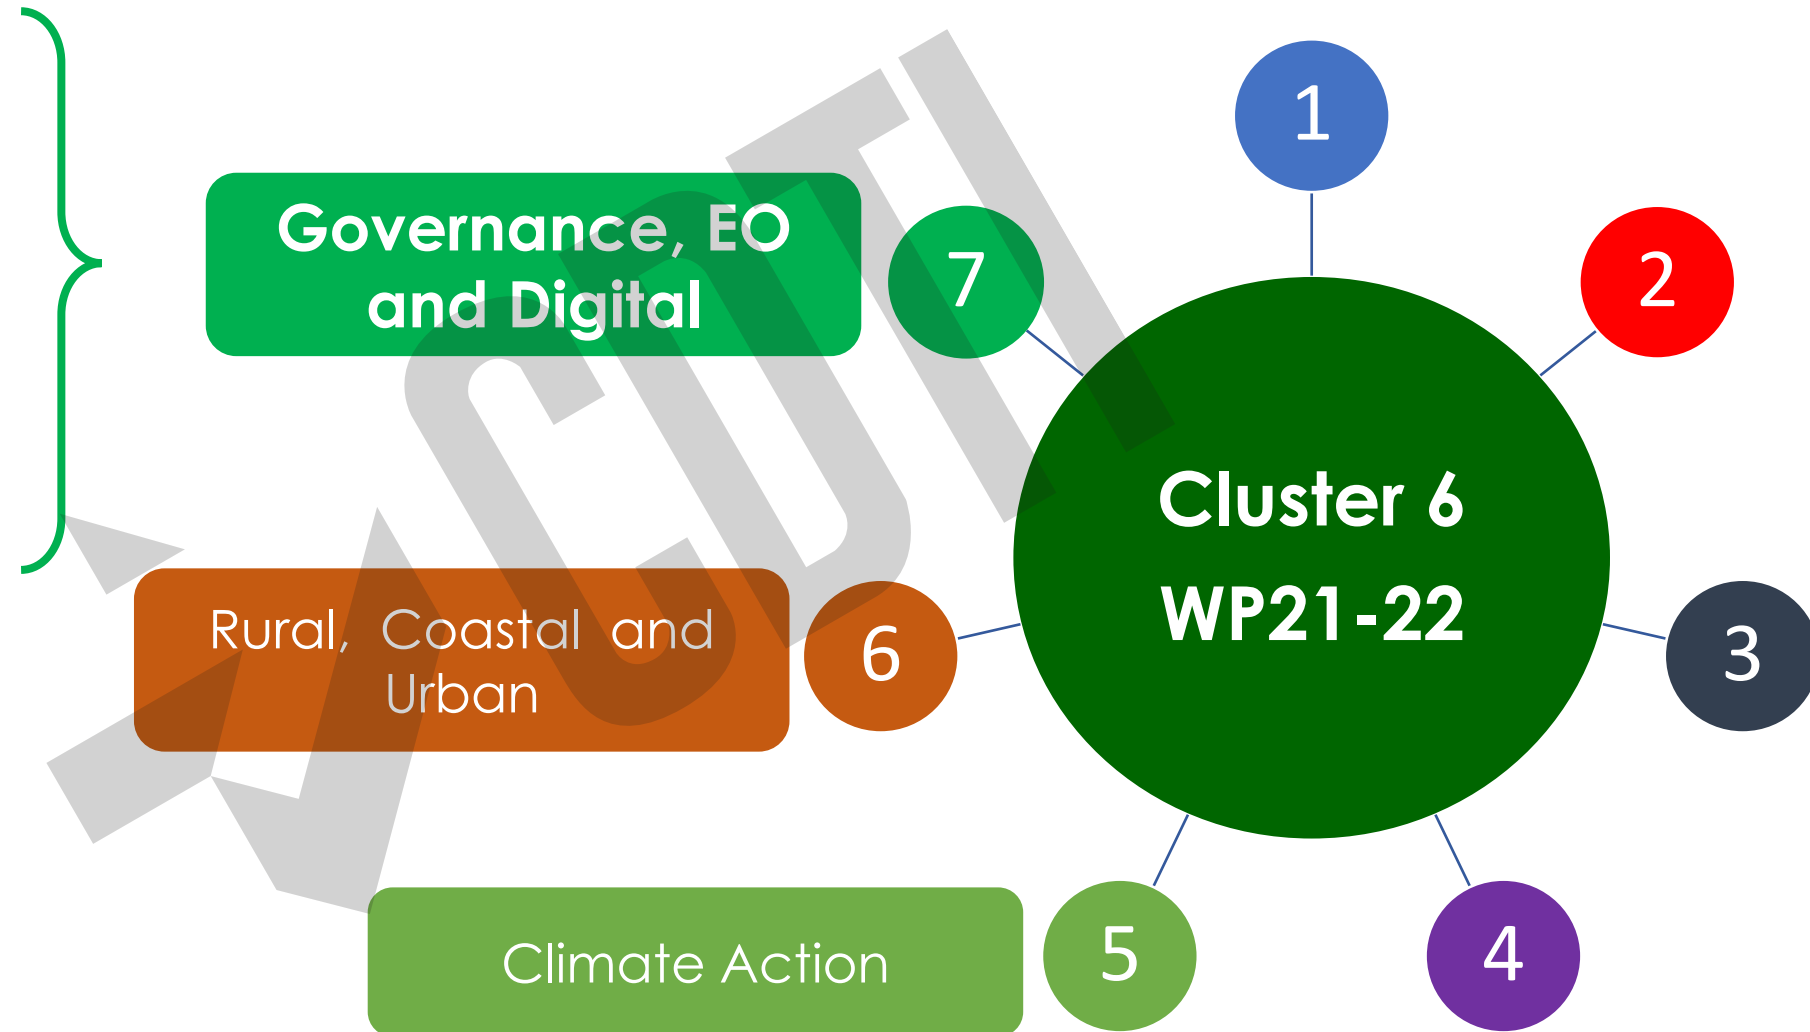 1
Governance, EO
and Digital
7
2
Cluster 6
WP21-22
Rural, Coastal and
Urban
6
3
Climate Action
5
4
CDTI